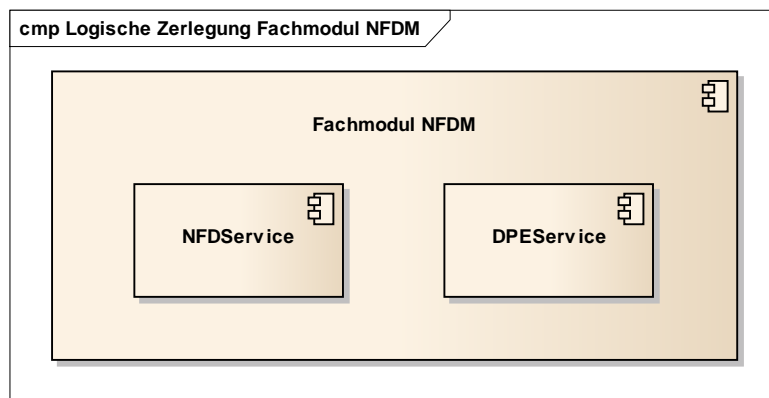 cmp Logische Zerlegung Fachmodul NFDM
Fachmodul NFDM
NFDService
DPEService